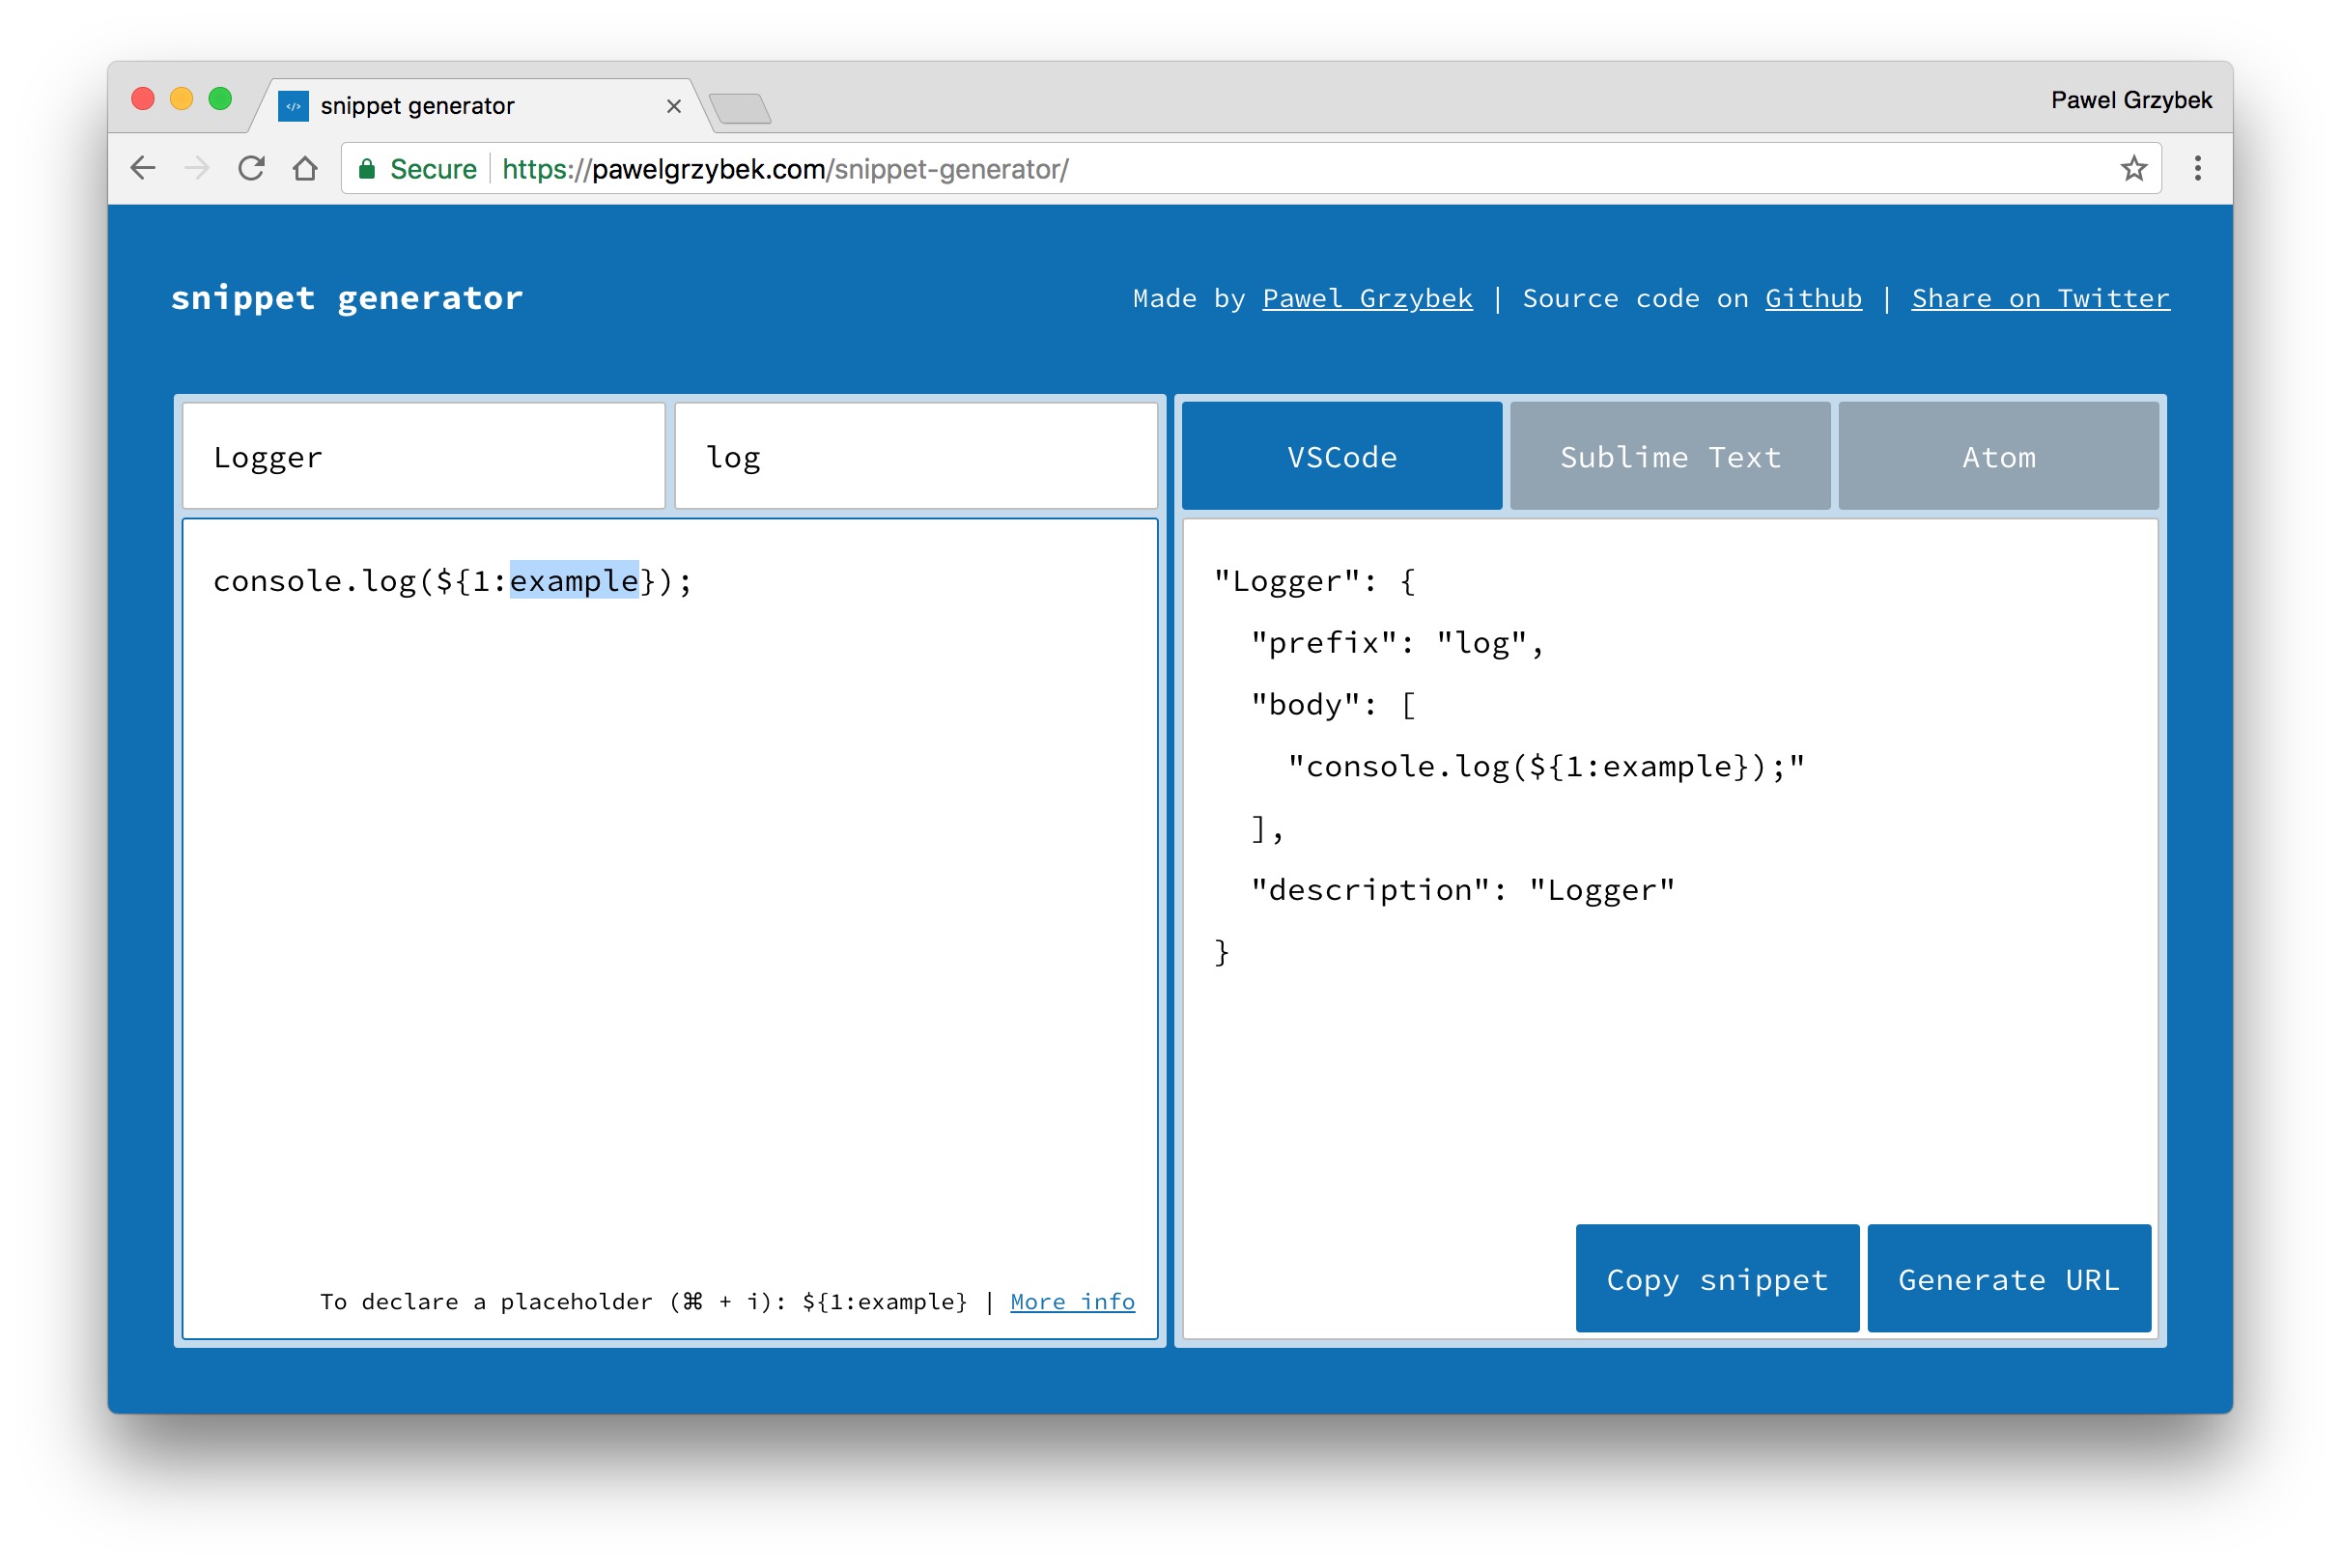 snippet generator
Pawel Grzybek
Secure https://pawelgrzybek.com/snippet-generator/
snippet generator
Made by Pawel Grzybek | Source code on Github | Share on Twitter
Logger
log
console.log(${1:example});
To declare a placeholder (⌘ + i): ${1:example} | More info
VSCode
Sublime Text
Atom
"Logger": {
  "prefix": "log",
  "body": [
    "console.log(${1:example});"
  ],
  "description": "Logger"
}
Copy snippet
Generate URL